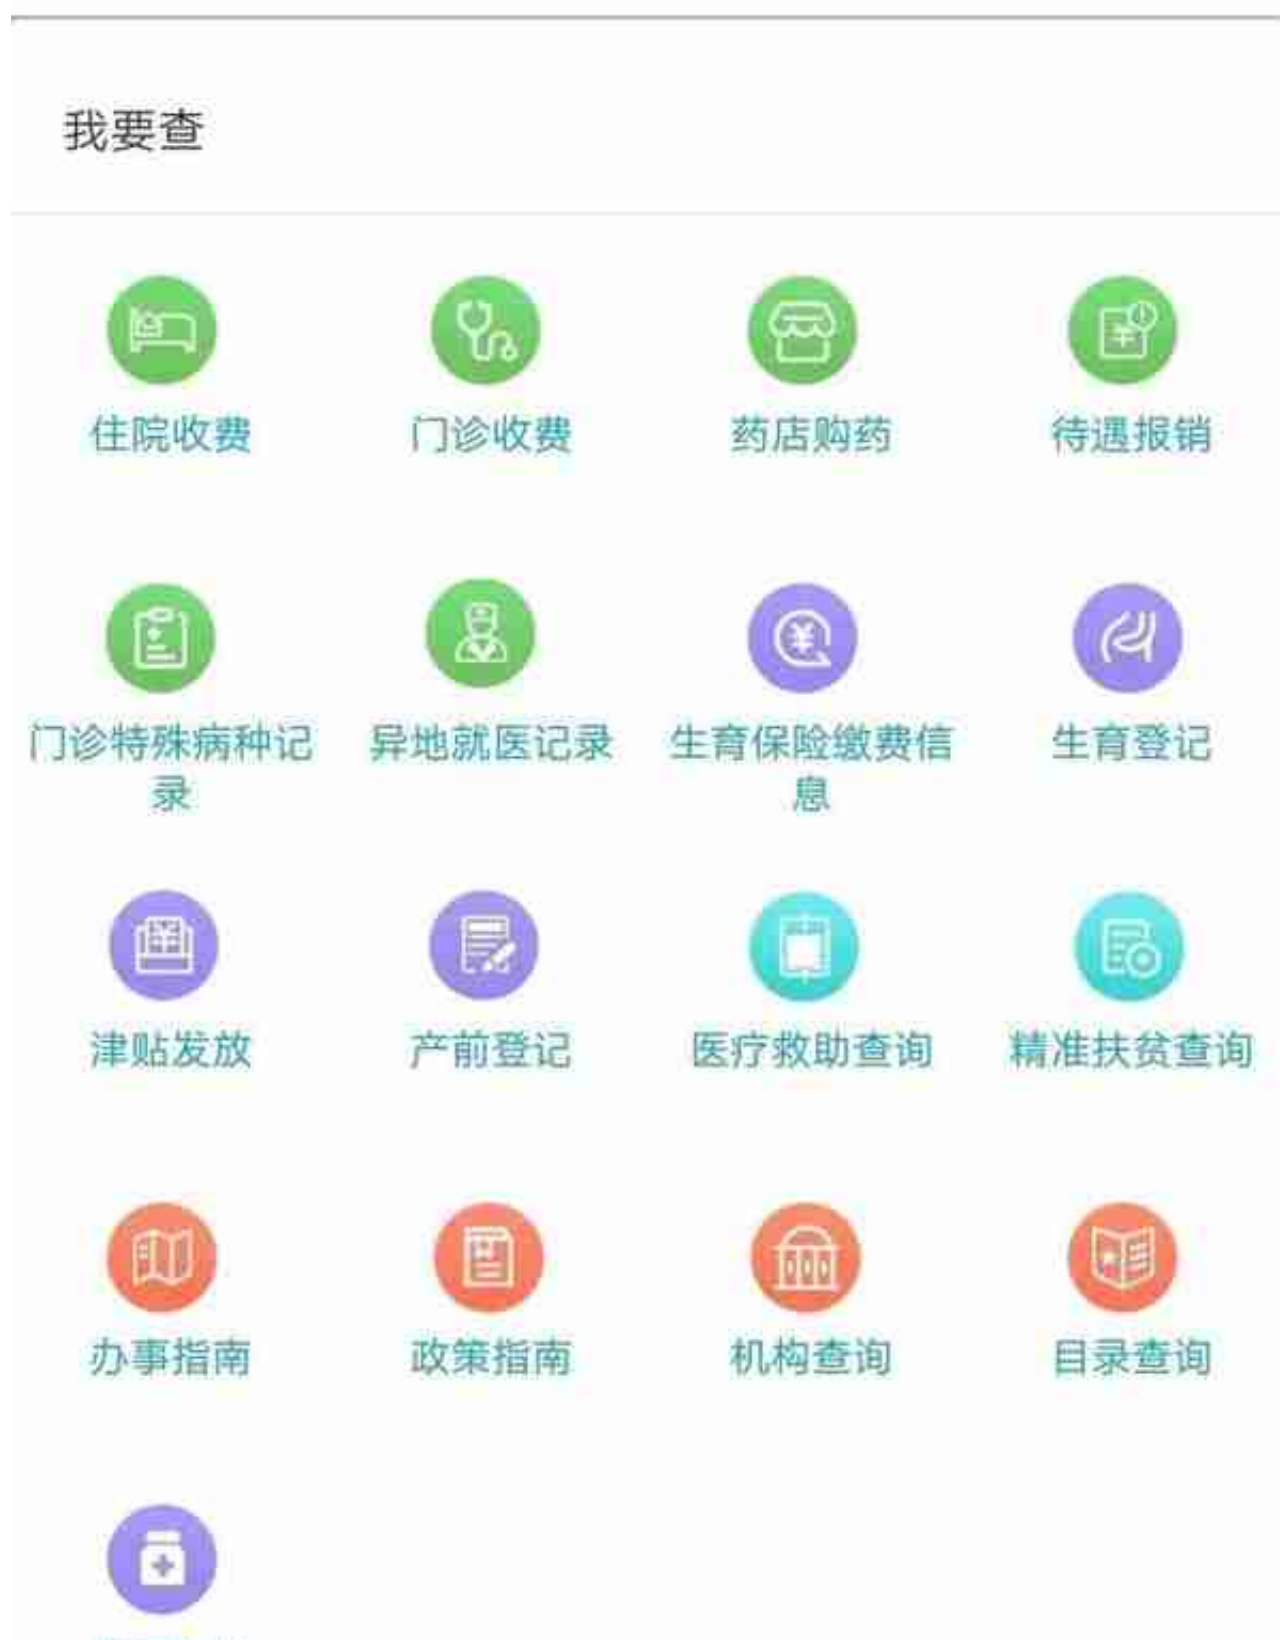 我要查
住院收费 门诊收费 药店购药 待遇报销
门诊特殊病种记 异地就医记录 生育保险缴费信 生育登记
录 息
津贴发放 产前登记 医疗救助查询 精准扶贫查询
办事指南 政策指南 机构查询 目录查询